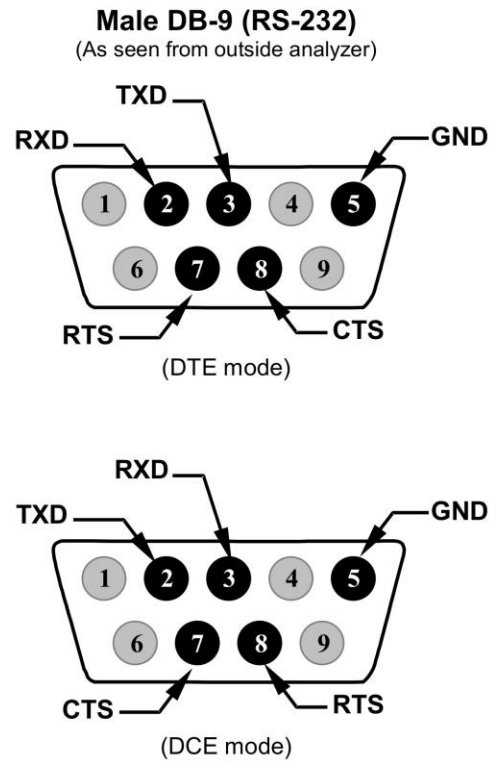 Male DB-9 (RS-232)
(As seen from outside analyzer)
TXD
RXD
GND
1 2 3 4 5
6 7 8 9
RTS
CTS
(DTE mode)
RXD
TXD
GND
1 2 3 4 5
6 7 8 9
CTS
RTS
(DCE mode)